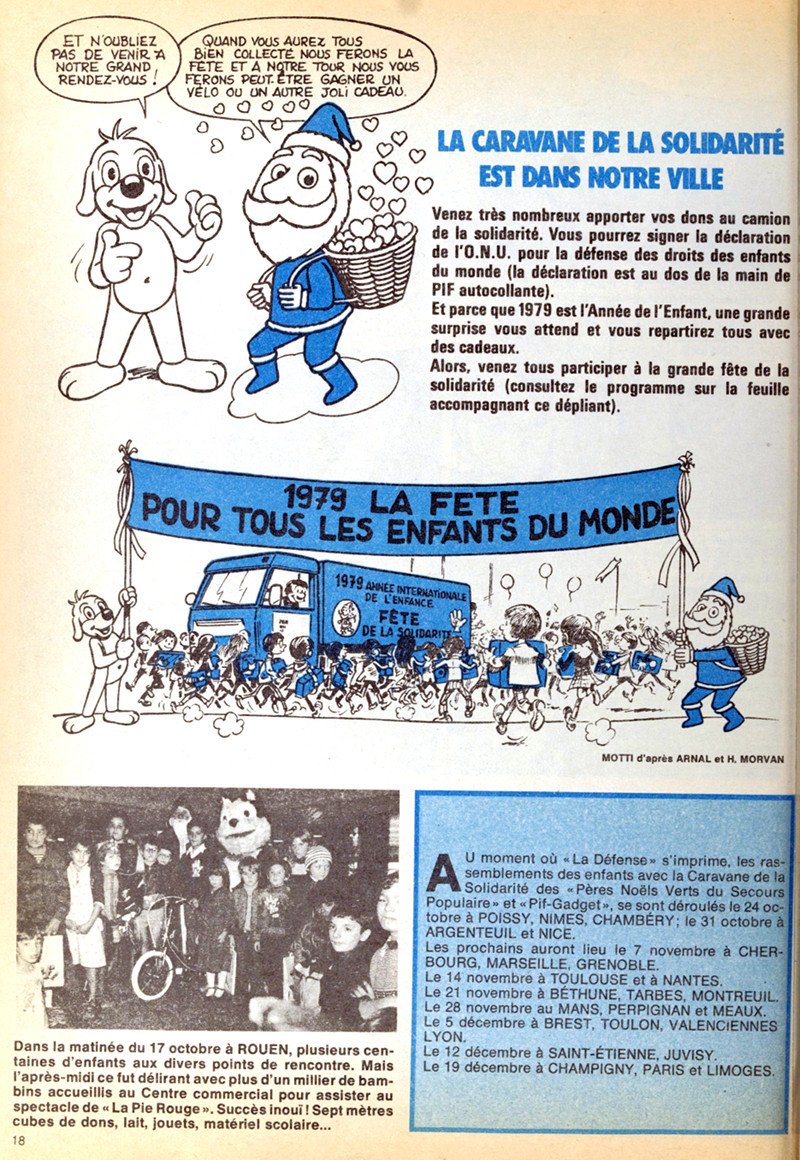 ET N'OUBLIEZ
PAS DE VENIR A
NOTRE GRAND
RENDEZ-VOUS !
QUAND VOUS AUREZ TOUS
BIEN COLLECTÉ NOUS FERONS LA
FÊTE ET A NOTRE TOUR NOUS VOUS
FERONS PEUT-ÊTRE GAGNER UN
VÉLO OU UN AUTRE JOLI CADEAU.
LA CARAVANE DE LA SOLIDARITÉ
EST DANS NOTRE VILLE
Venez très nombreux apporter vos dons au camion
de la solidarité. Vous pourrez signer la déclaration
de l'O.N.U. pour la défense des droits des enfants
du monde (la déclaration est au dos de la main de
PIF autocollante).
Et parce que 1979 est l'Année de l'Enfant, une grande
surprise vous attend et vous repartirez tous avec
des cadeaux.
Alors, venez tous participer à la grande fête de la
solidarité (consultez le programme sur la feuille
accompagnant ce dépliant).
1979 LA FETE
POUR TOUS LES ENFANTS DU MONDE
1979 ANNÉE INTERNATIONALE
DE L'ENFANCE
FÊTE
DE LA SOLIDARITÉ
MOTTI d'après ARNAL et H. MORVAN
Dans la matinée du 17 octobre à ROUEN, plusieurs cen-
taines d'enfants aux divers points de rencontre. Mais
l'après-midi ce fut délirant avec plus d'un millier de bam-
bins accueillis au Centre commercial pour assister au
spectacle de « La Pie Rouge ». Succès inouï ! Sept mètres
cubes de dons, lait, jouets, matériel scolaire...
18
AU moment où « La Défense » s'imprime, les ras-
semblements des enfants avec la Caravane de la
Solidarité des « Pères Noëls Verts du Secours
Populaire » et « Pif-Gadget », se sont déroulés le 24 oc-
tobre à POISSY, NIMES, CHAMBÉRY ; le 31 octobre à
ARGENTEUIL et NICE.
Les prochains auront lieu le 7 novembre à CHER-
BOURG, MARSEILLE, GRENOBLE.
Le 14 novembre à TOULOUSE et à NANTES.
Le 21 novembre à BÉTHUNE, TARBES, MONTREUIL.
Le 28 novembre au MANS, PERPIGNAN et MEAUX.
Le 5 décembre à BREST, TOULON, VALENCIENNES
LYON.
Le 12 décembre à SAINT-ÉTIENNE, JUVISY.
Le 19 décembre à CHAMPIGNY, PARIS et LIMOGES.